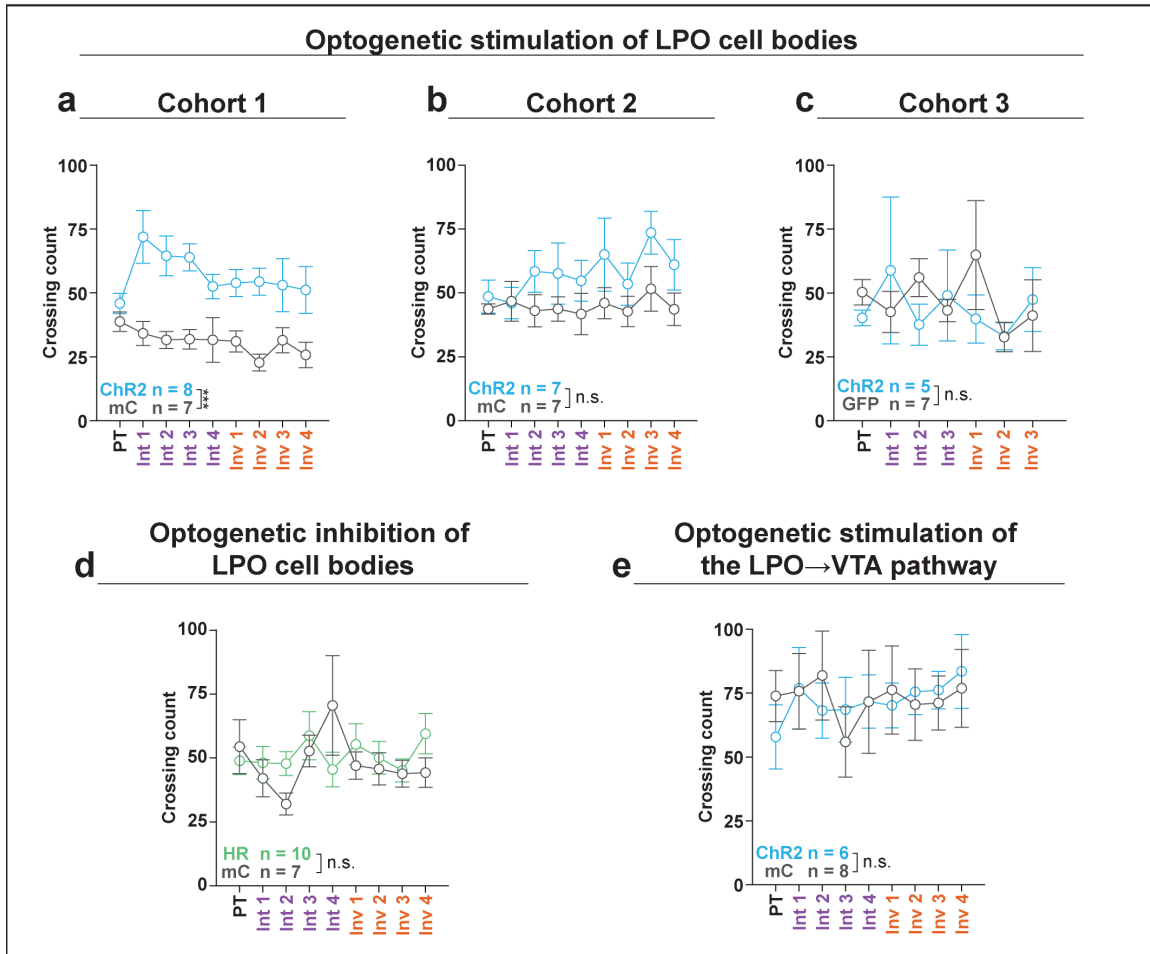 Optogenetic stimulation of LPO cell bodies
a Cohort 1
b Cohort 2
c Cohort 3
Crossing count
100
75
50
25
0
ChR2 n = 8
mC n = 7
***
PT
Int 1
Int 2
Int 3
Int 4
Inv 1
Inv 2
Inv 3
Inv 4
Crossing count
100
75
50
25
0
ChR2 n = 7
mC n = 7
n.s.
PT
Int 1
Int 2
Int 3
Int 4
Inv 1
Inv 2
Inv 3
Inv 4
Crossing count
100
75
50
25
0
ChR2 n = 5
GFP n = 7
n.s.
PT
Int 1
Int 2
Int 3
Inv 1
Inv 2
Inv 3
d Optogenetic inhibition of
LPO cell bodies
Crossing count
100
75
50
25
0
HR n = 10
mC n = 7
n.s.
PT
Int 1
Int 2
Int 3
Int 4
Inv 1
Inv 2
Inv 3
Inv 4
e Optogenetic stimulation of
the LPO→VTA pathway
Crossing count
100
75
50
25
0
ChR2 n = 6
mC n = 8
n.s.
PT
Int 1
Int 2
Int 3
Int 4
Inv 1
Inv 2
Inv 3
Inv 4